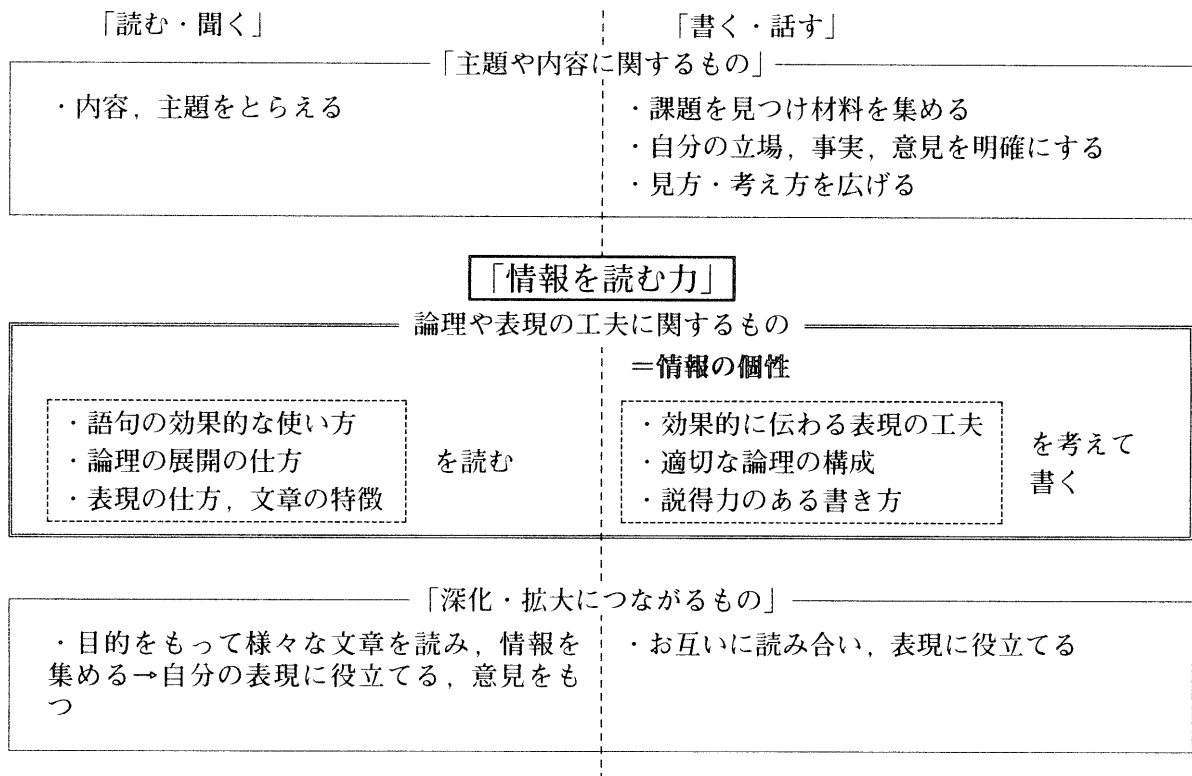 「読む・聞く」
「書く・話す」
「主題や内容に関するもの」
・内容，主題をとらえる
・課題を見つけ材料を集める
・自分の立場，事実，意見を明確にする
・見方・考え方を広げる
「情報を読む力」
論理や表現の工夫に関するもの
＝情報の個性
・語句の効果的な使い方
・論理の展開の仕方
・表現の仕方，文章の特徴
を読む
・効果的に伝わる表現の工夫
・適切な論理の構成
・説得力のある書き方
を考えて
書く
「深化・拡大につながるもの」
・目的をもって様々な文章を読み，情報を
集める→自分の表現に役立てる，意見をも
つ
・お互いに読み合い，表現に役立てる